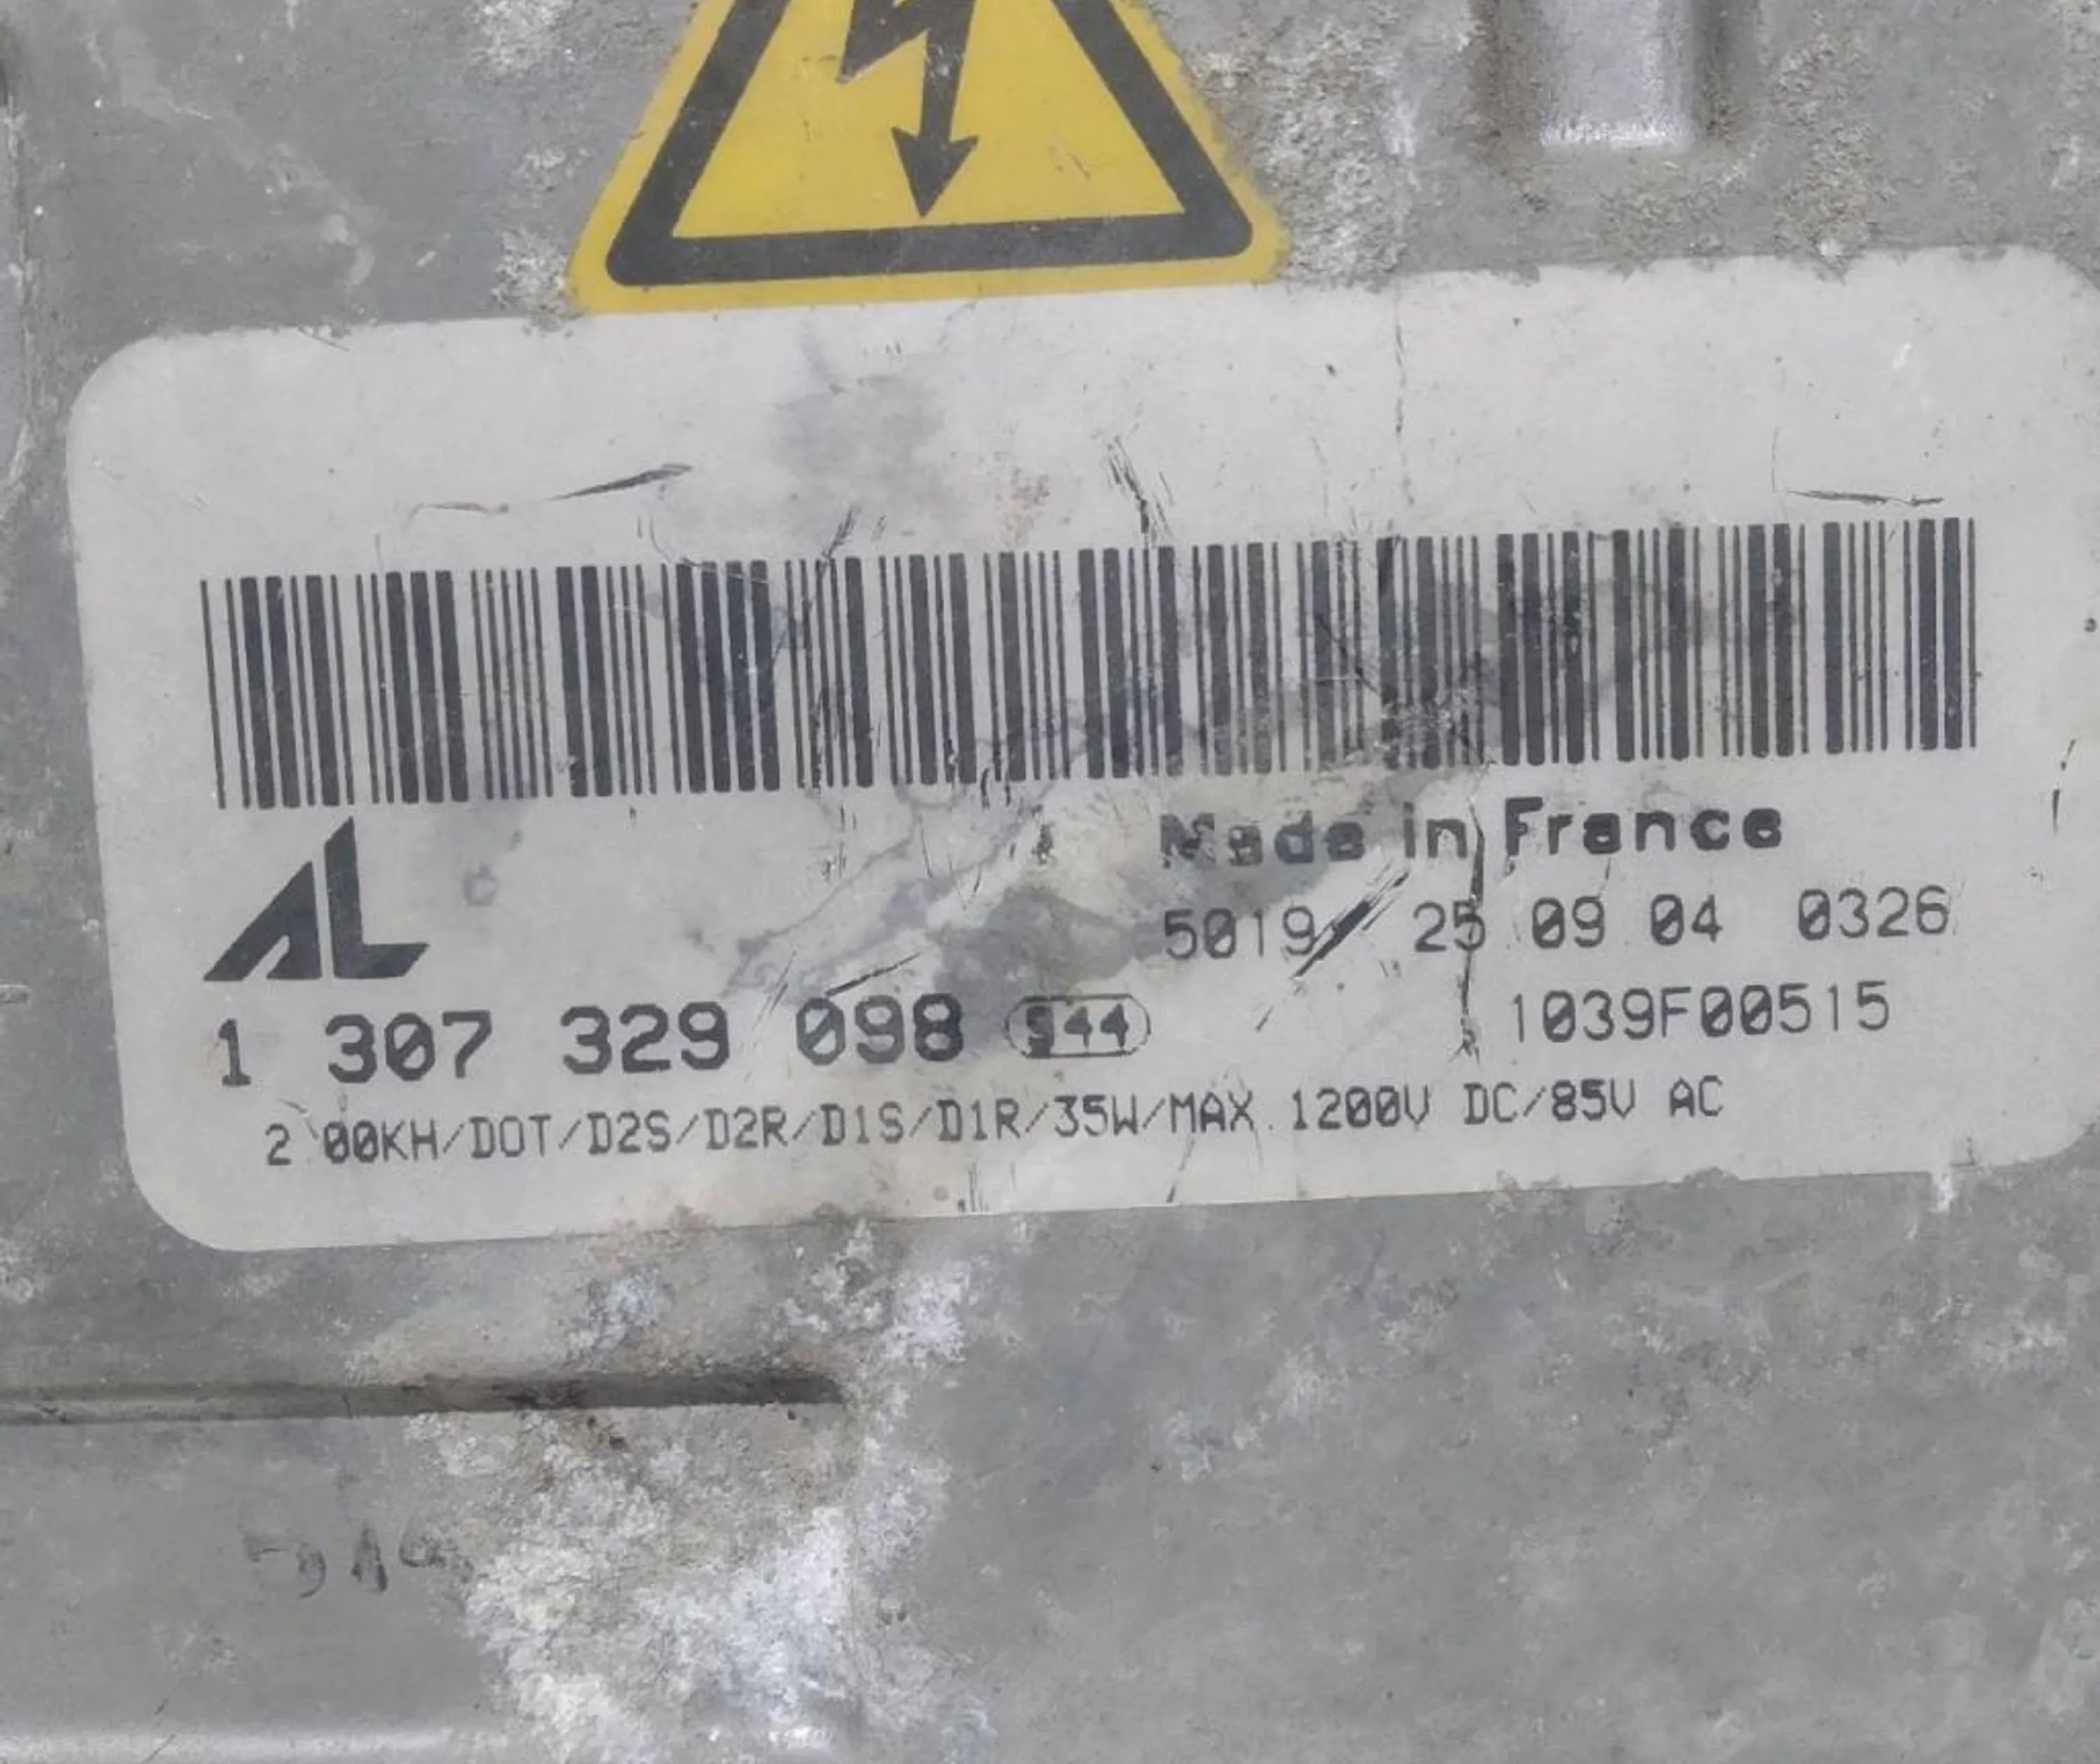 AL
Made in France
5019 25 09 04 0326
1 307 329 098 944 1039F00515
2 00KH/DOT/D2S/D2R/D1S/D1R/35W/MAX. 1200V DC/85V AC